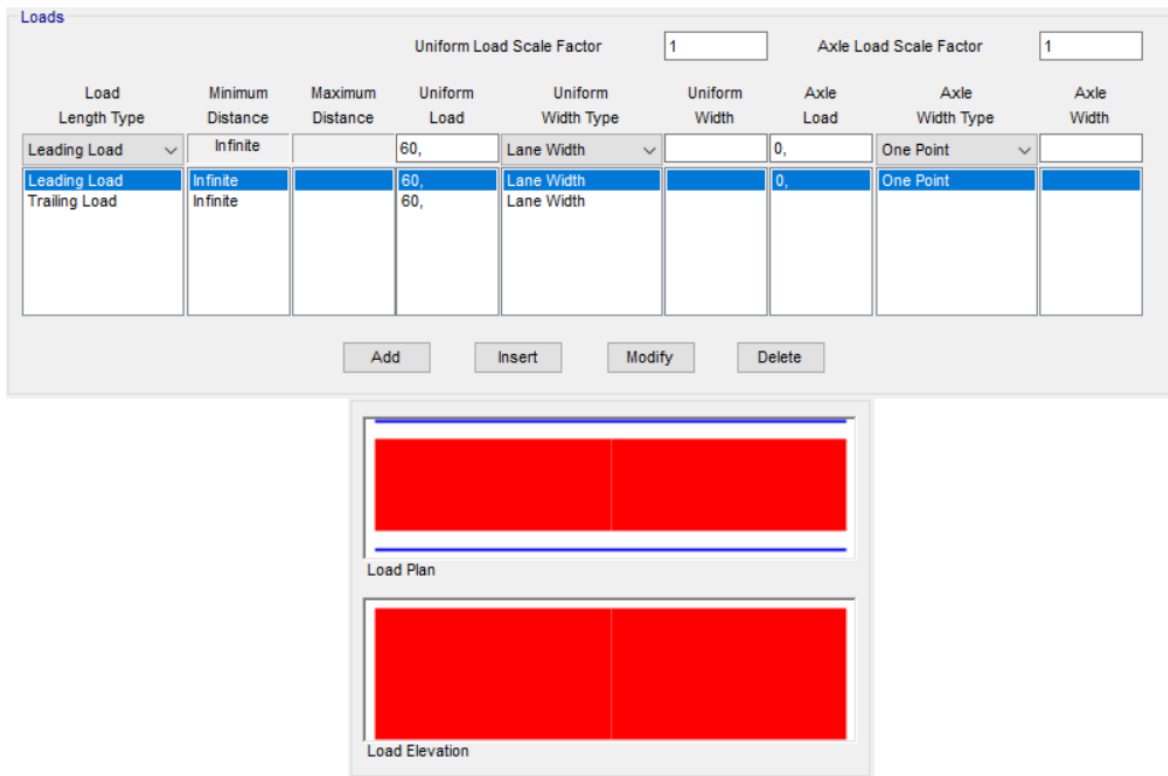 Loads
Uniform Load Scale Factor 1 Axle Load Scale Factor 1
Load Minimum Maximum Uniform Uniform Uniform Axle Axle Axle
Length Type Distance Distance Load Width Type Width Load Width Type Width
Leading Load Infinite 60, Lane Width 0, One Point
Leading Load Infinite 60, Lane Width 0, One Point
Trailing Load Infinite 60, Lane Width
Add Insert Modify Delete
Load Plan
Load Elevation